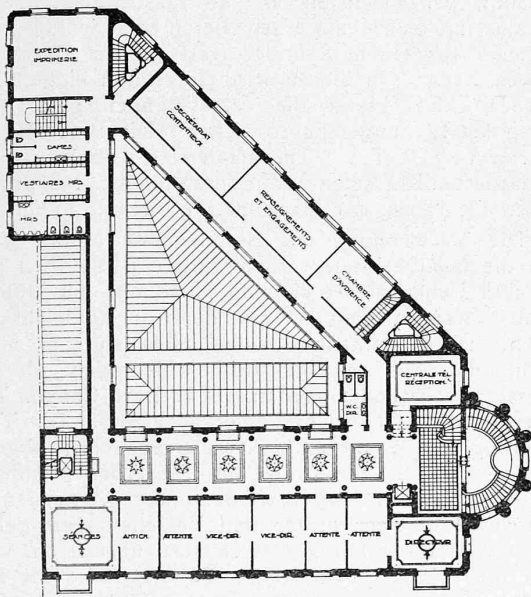 EXPEDITION
IMPRIMERIE
SECRÉTARIAT
CONTENTIEUX
DAMES
VESTIAIRES MRS
MRS
RENSEIGNEMENTS
ET ENGAGEMENTS
CHAMBRE
D'AUDIENCE
CENTRALE TÉL.
RÉCEPTION.
W.C.
DIR.
SEANCES
ANTICH.
ATTENTE
VICE-DIR.
VICE-DIR.
ATTENTE
ATTENTE
DIRECTEUR